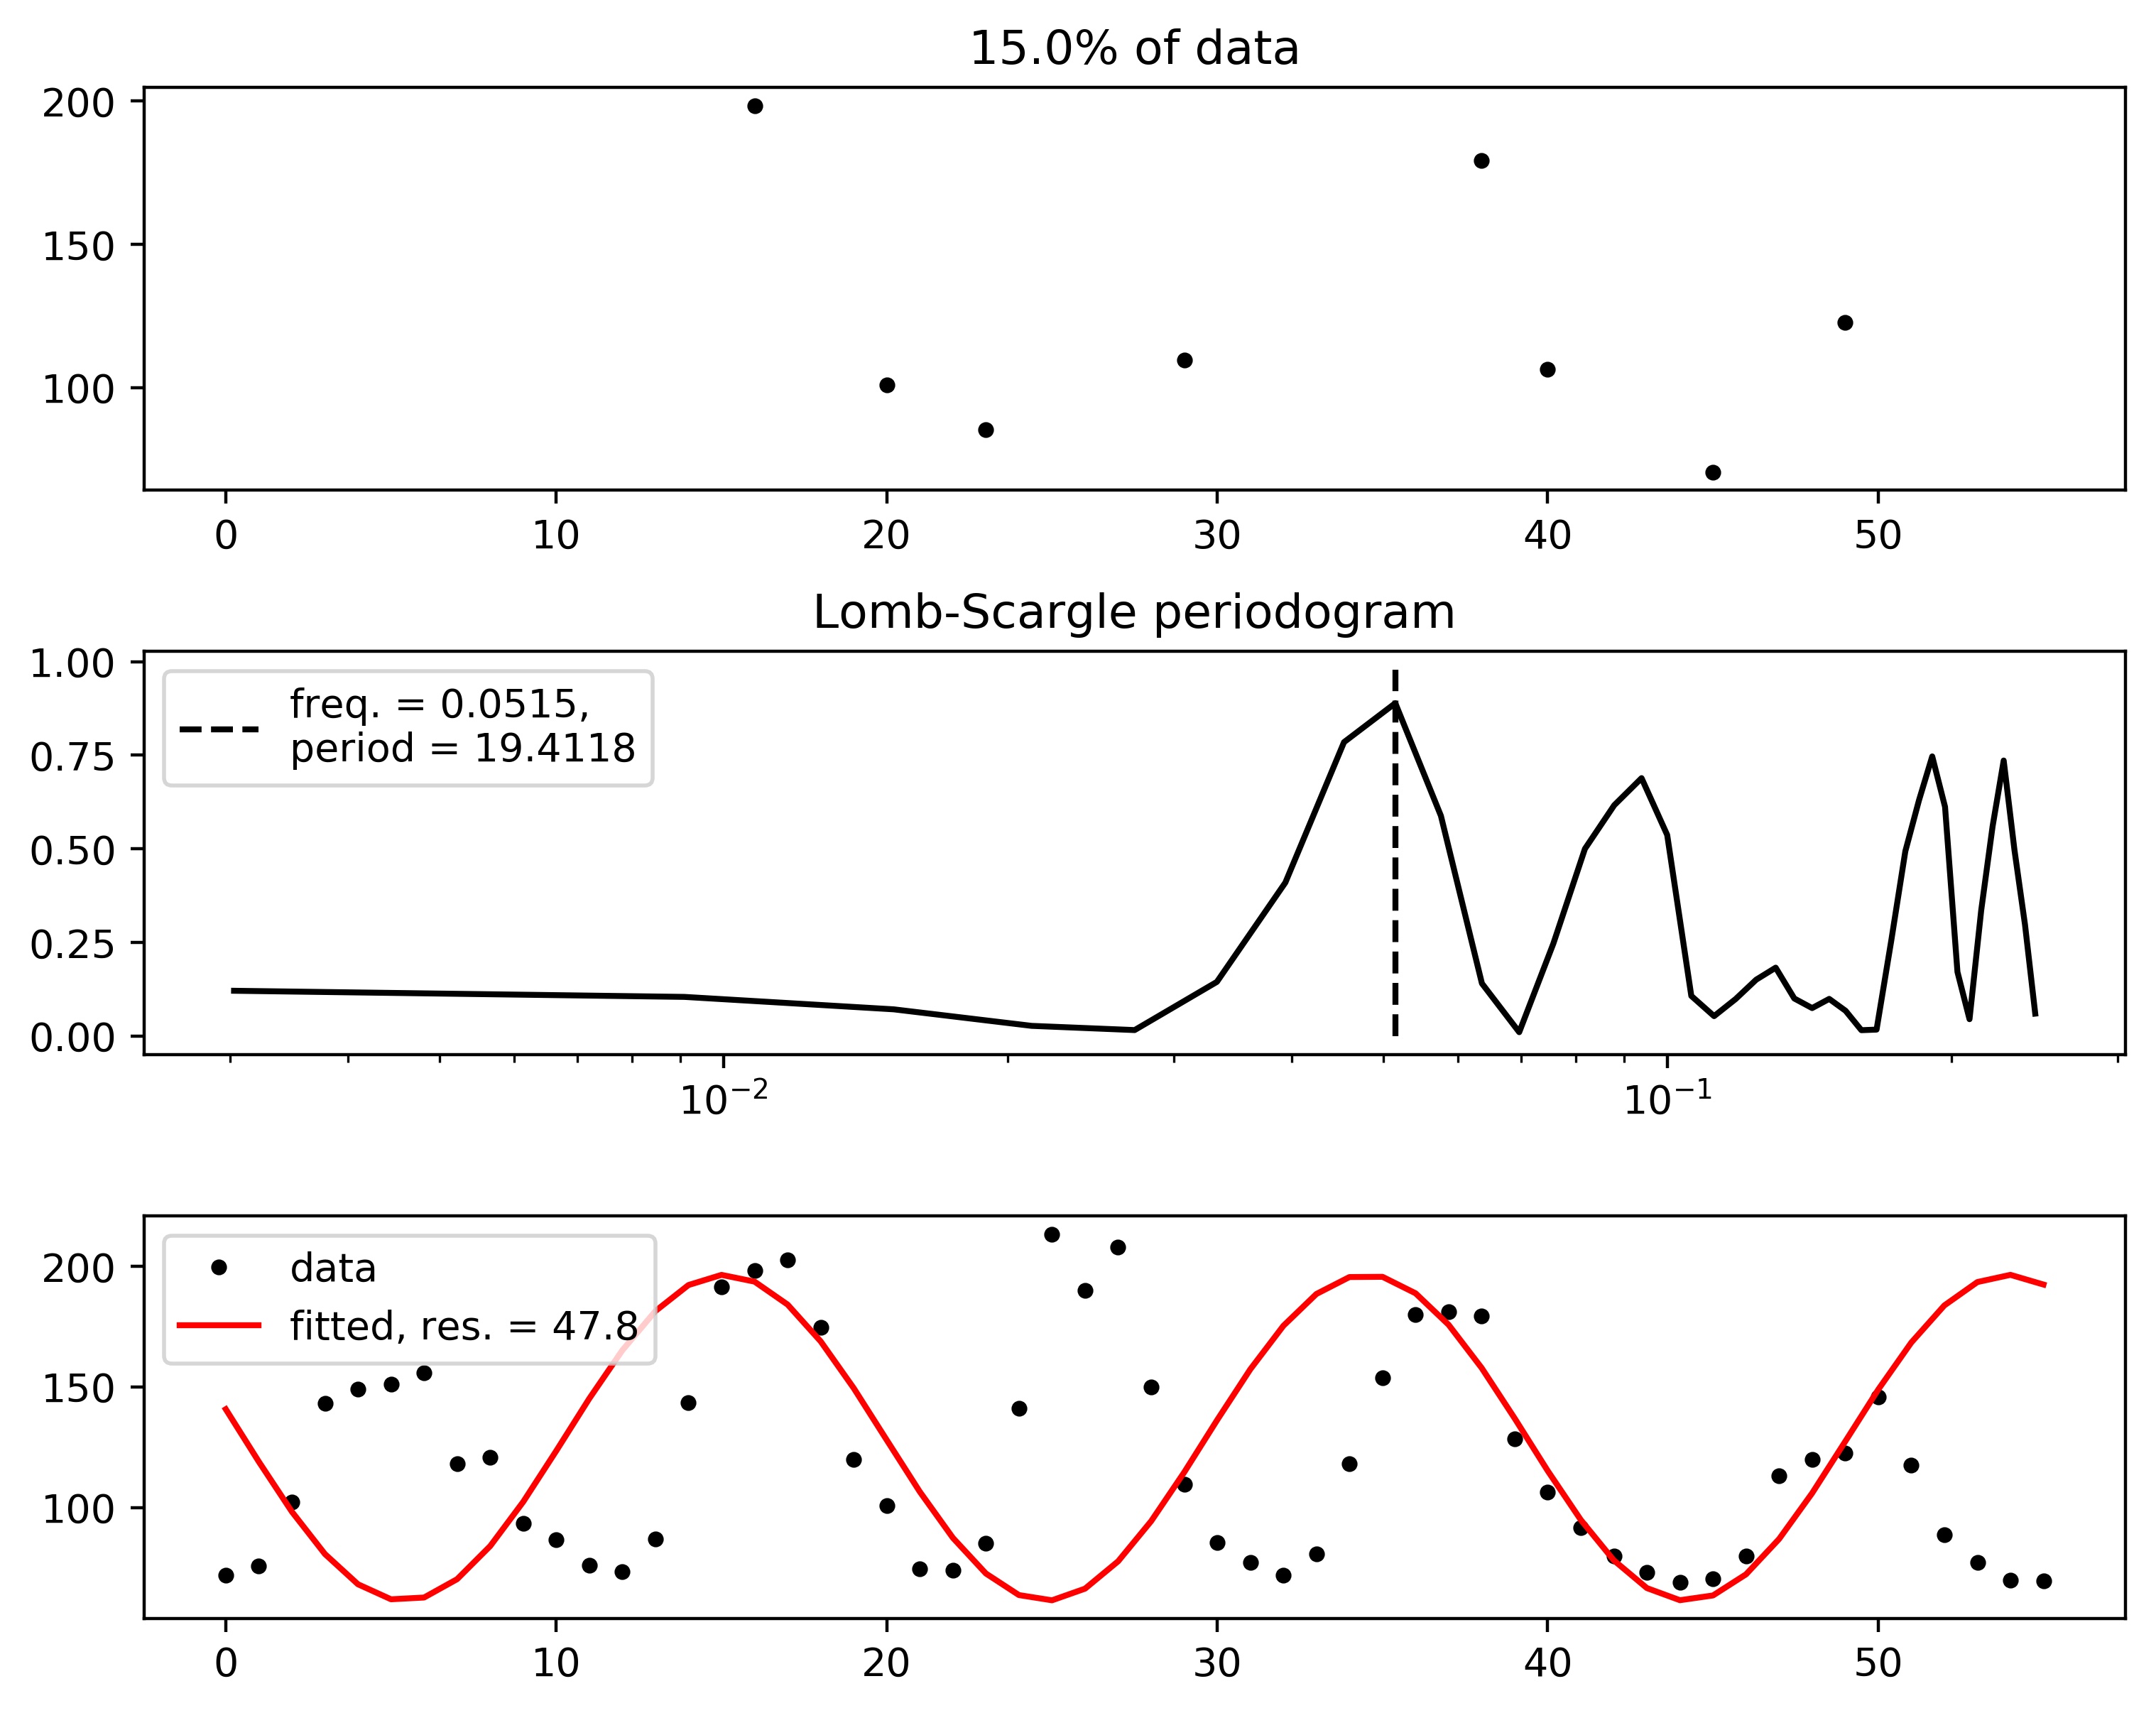 15.0% of data
200
150
100
0 10 20 30 40 50
Lomb-Scargle periodogram
1.00
0.75
0.50
0.25
0.00
freq. = 0.0515,
period = 19.4118
10⁻² 10⁻¹
200
150
100
data
fitted, res. = 47.8
0 10 20 30 40 50